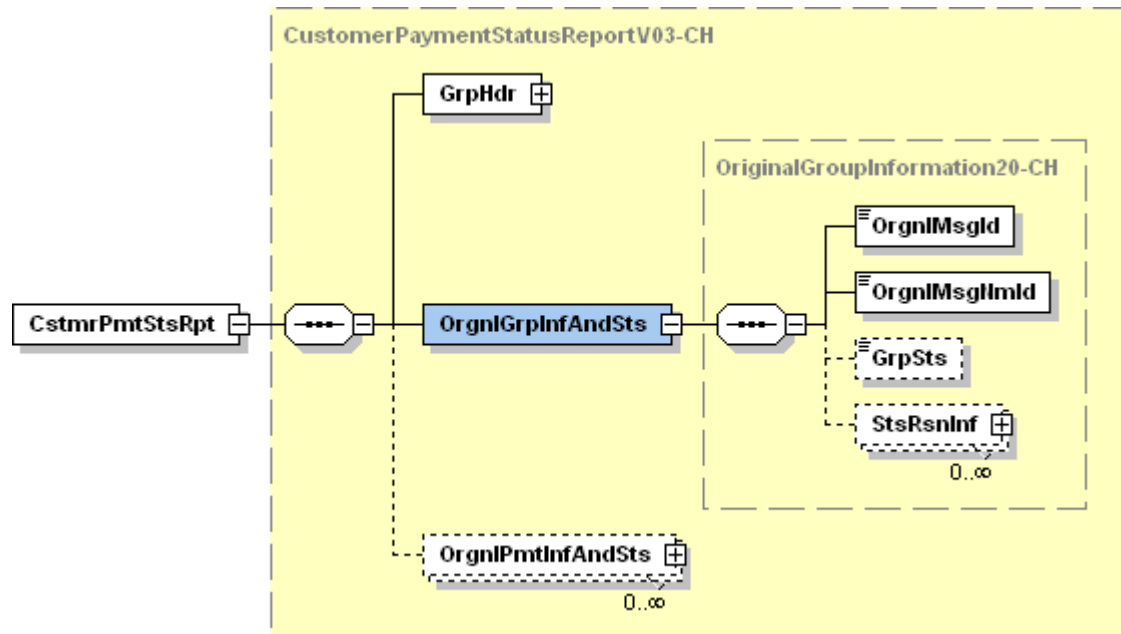 CustomerPaymentStatusReportV03-CH
GrpHdr
OriginalGroupInformation20-CH
OrgnlMsgId
OrgnlMsgNmId
CstmrPmtStsRpt
OrgnlGrpInfAndSts
GrpSts
StsRsnInf
0..∞
OrgnlPmtInfAndSts
0..∞